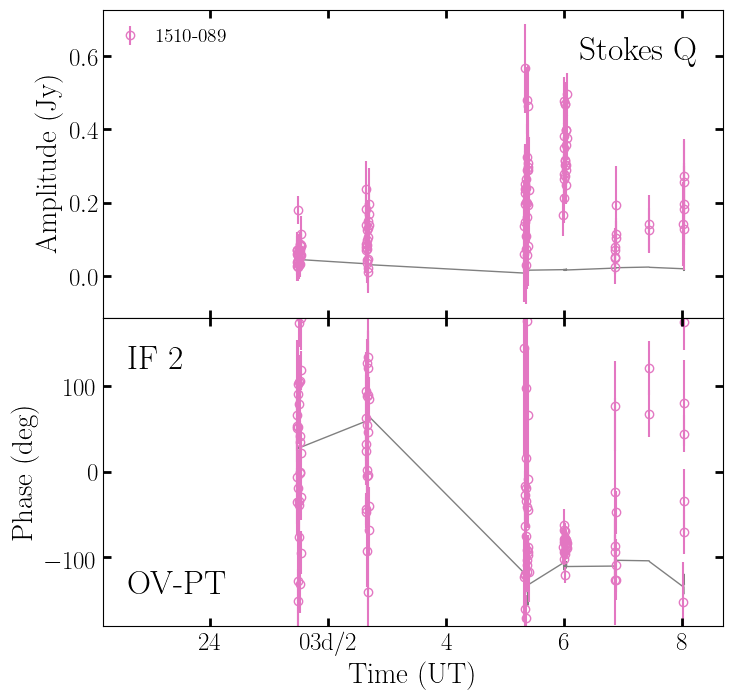 1510-089
Stokes Q
0.6
0.4
0.2
0.0
Amplitude (Jy)
IF 2
100
0
−100
Phase (deg)
OV-PT
24 03d/2 4 6 8
Time (UT)